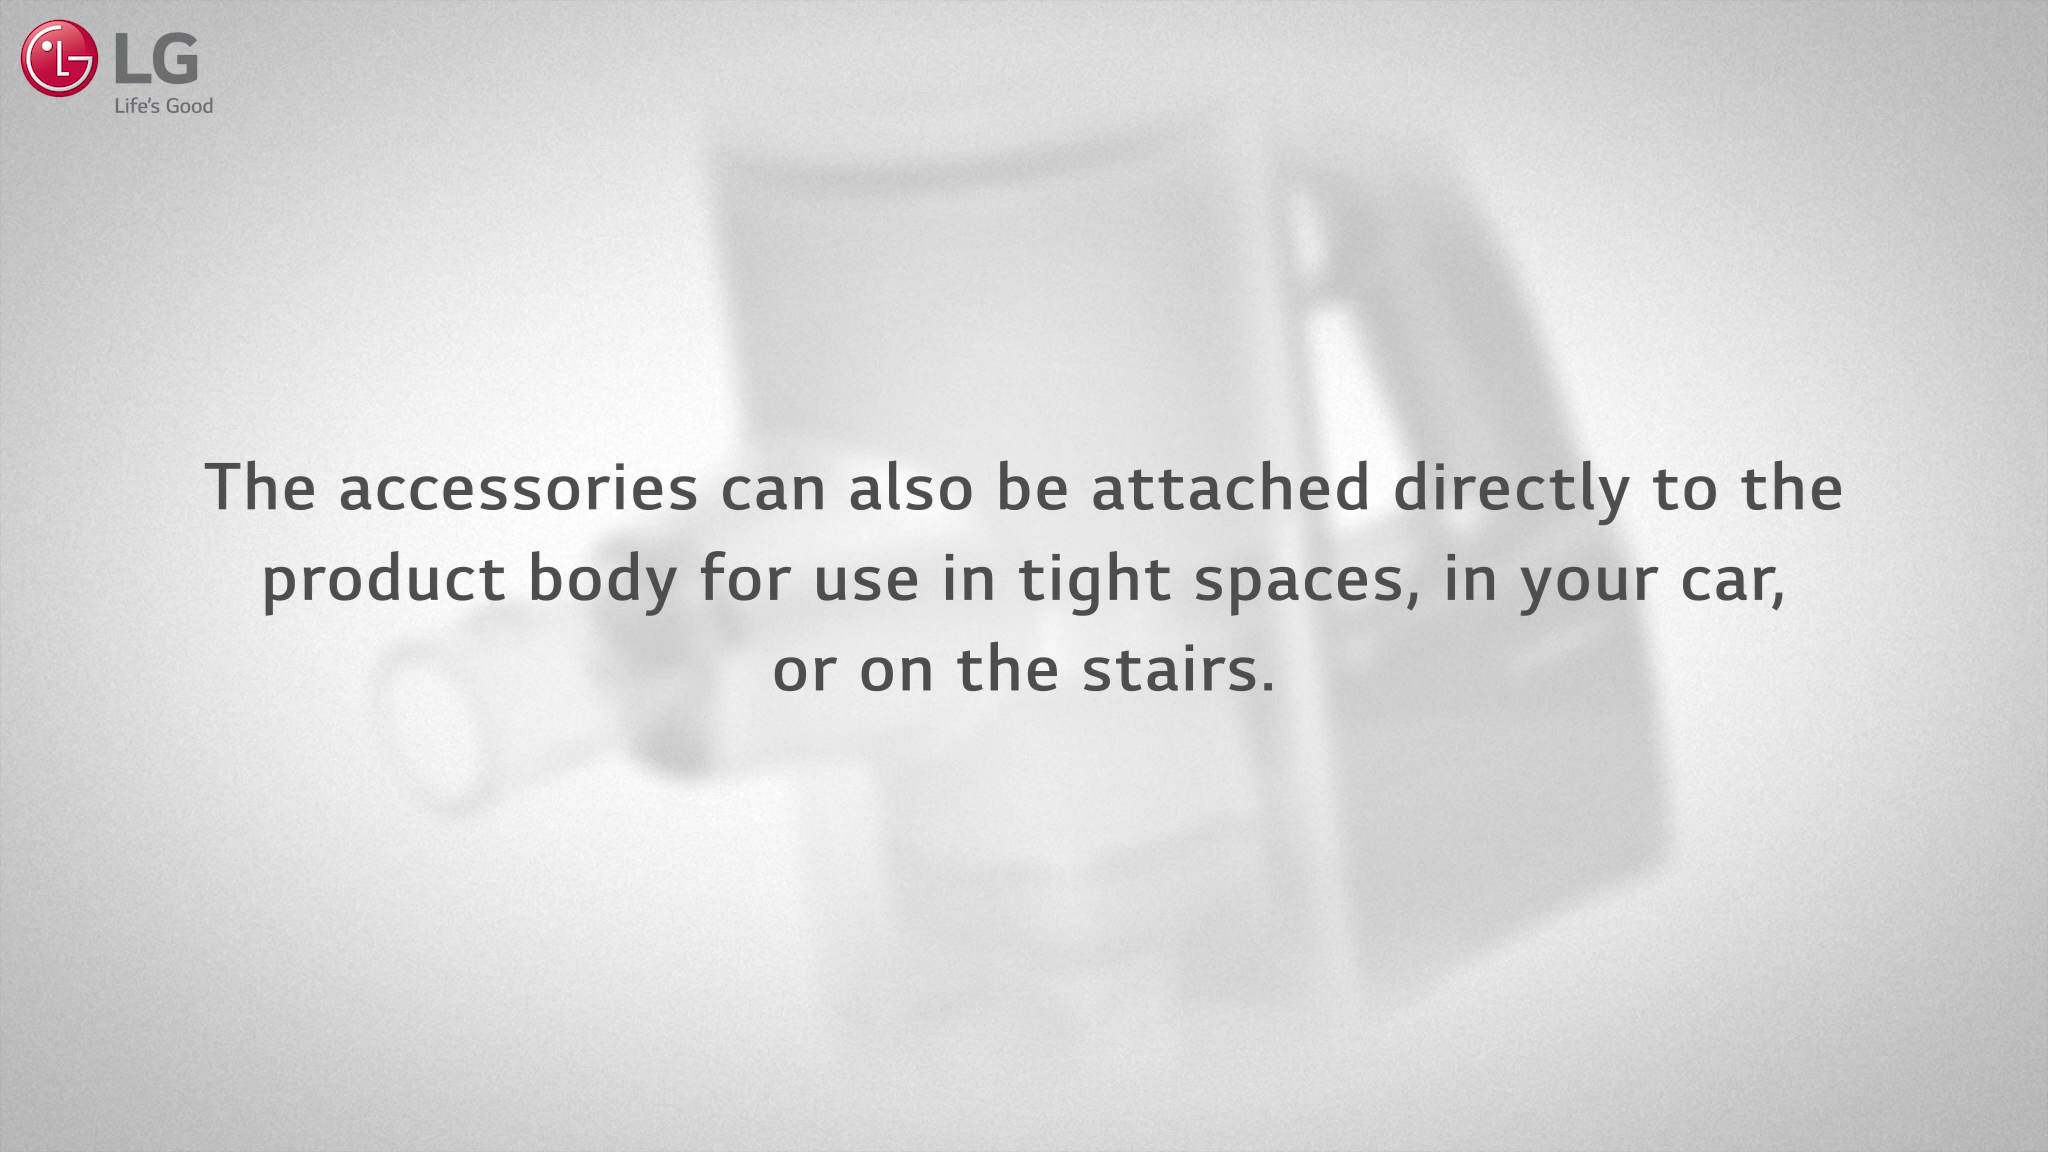 LG
Life's Good
The accessories can also be attached directly to the
product body for use in tight spaces, in your car,
or on the stairs.